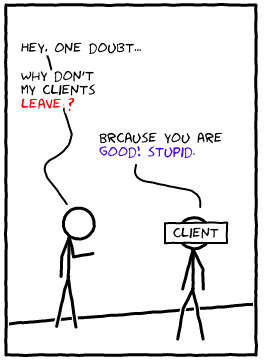 HEY, ONE DOUBT...
WHY DON'T
MY CLIENTS
LEAVE ?
BRCAUSE YOU ARE
GOOD! STUPID.
CLIENT